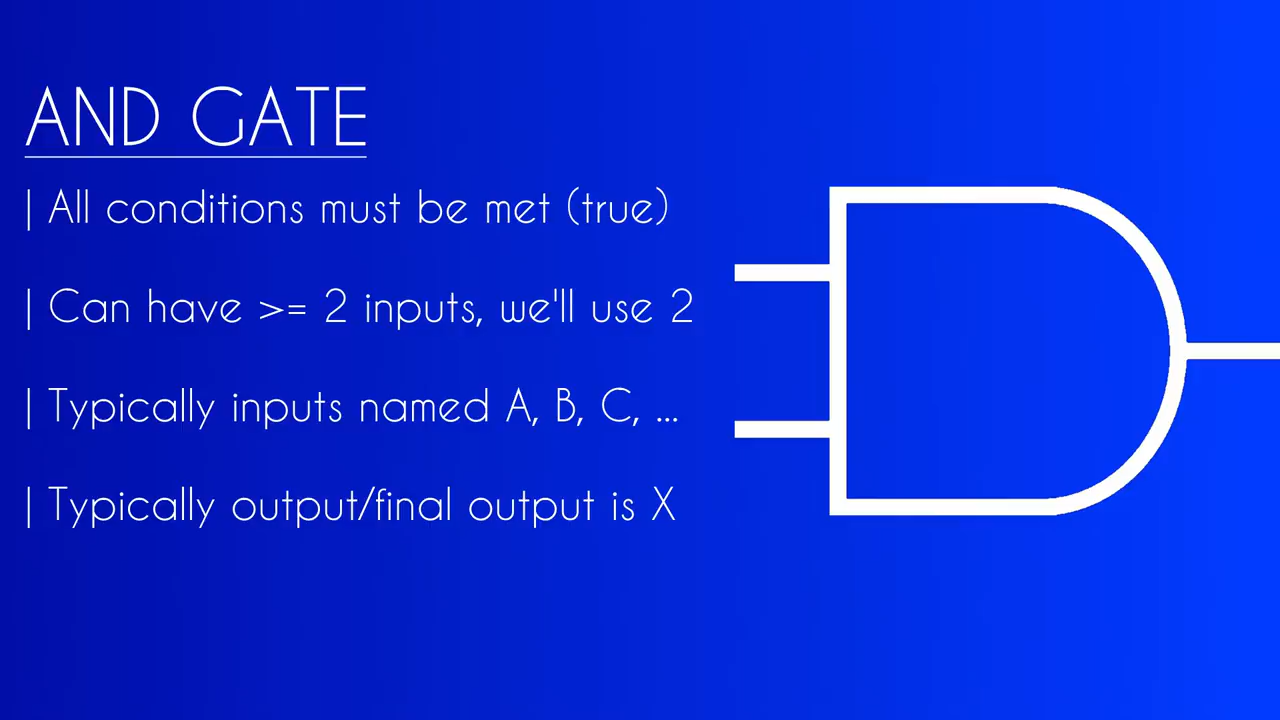 AND GATE
| All conditions must be met (true)
| Can have >= 2 inputs, we'll use 2
| Typically inputs named A, B, C, ...
| Typically output/final output is X